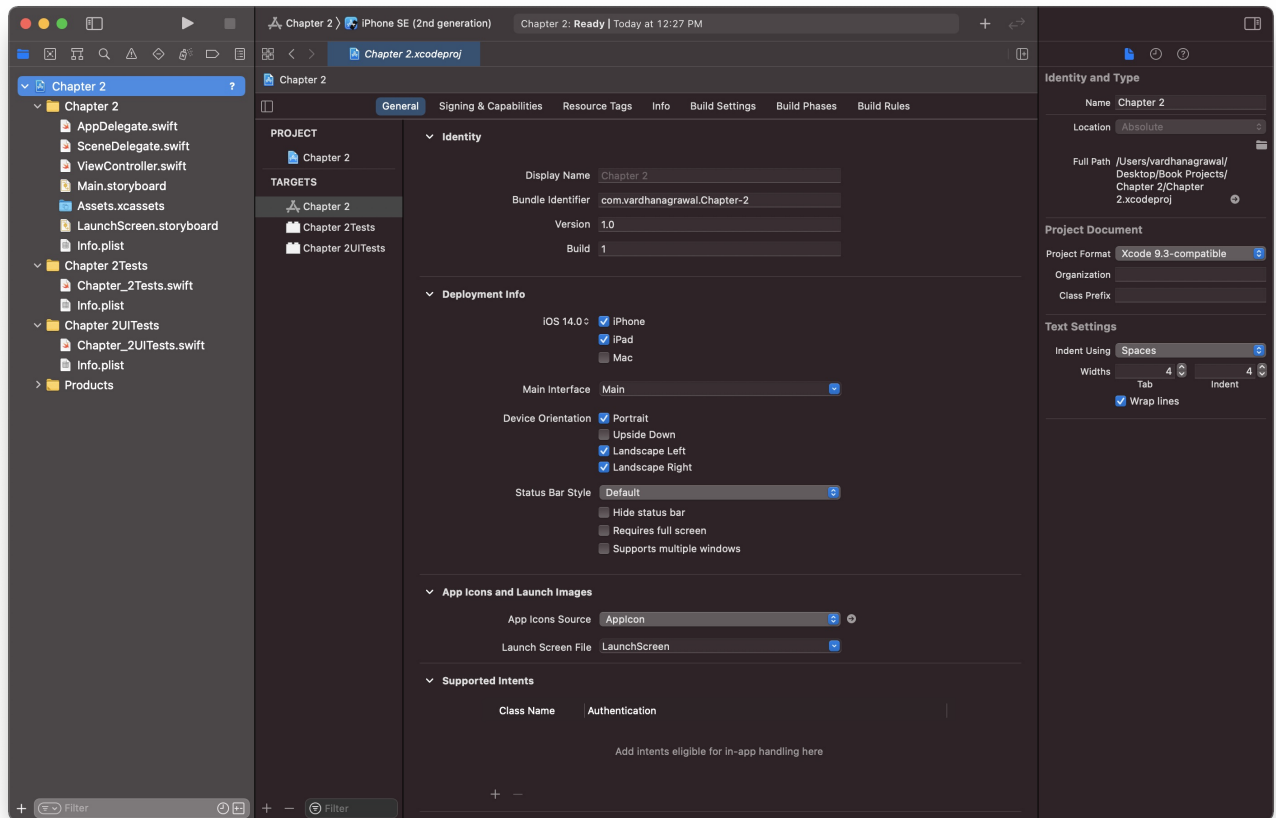 Chapter 2 〉 iPhone SE (2nd generation)
Chapter 2: Ready | Today at 12:27 PM
Chapter 2.xcodeproj
Chapter 2
Chapter 2 ?
Chapter 2
AppDelegate.swift
SceneDelegate.swift
ViewController.swift
Main.storyboard
Assets.xcassets
LaunchScreen.storyboard
Info.plist
Chapter 2Tests
Chapter_2Tests.swift
Info.plist
Chapter 2UITests
Chapter_2UITests.swift
Info.plist
Products
Filter
General Signing & Capabilities Resource Tags Info Build Settings Build Phases Build Rules
PROJECT
Chapter 2
TARGETS
Chapter 2
Chapter 2Tests
Chapter 2UITests
Filter
Identity
Display Name Chapter 2
Bundle Identifier com.vardhanagrawal.Chapter-2
Version 1.0
Build 1
Deployment Info
iOS 14.0 iPhone
iPad
Mac
Main Interface Main
Device Orientation Portrait
Upside Down
Landscape Left
Landscape Right
Status Bar Style Default
Hide status bar
Requires full screen
Supports multiple windows
App Icons and Launch Images
App Icons Source AppIcon
Launch Screen File LaunchScreen
Supported Intents
Class Name Authentication
Add intents eligible for in-app handling here
Identity and Type
Name Chapter 2
Location Absolute
Full Path /Users/vardhanagrawal/
Desktop/Book Projects/
Chapter 2/Chapter
2.xcodeproj
Project Document
Project Format Xcode 9.3-compatible
Organization
Class Prefix
Text Settings
Indent Using Spaces
Widths 4 4
Tab Indent
Wrap lines